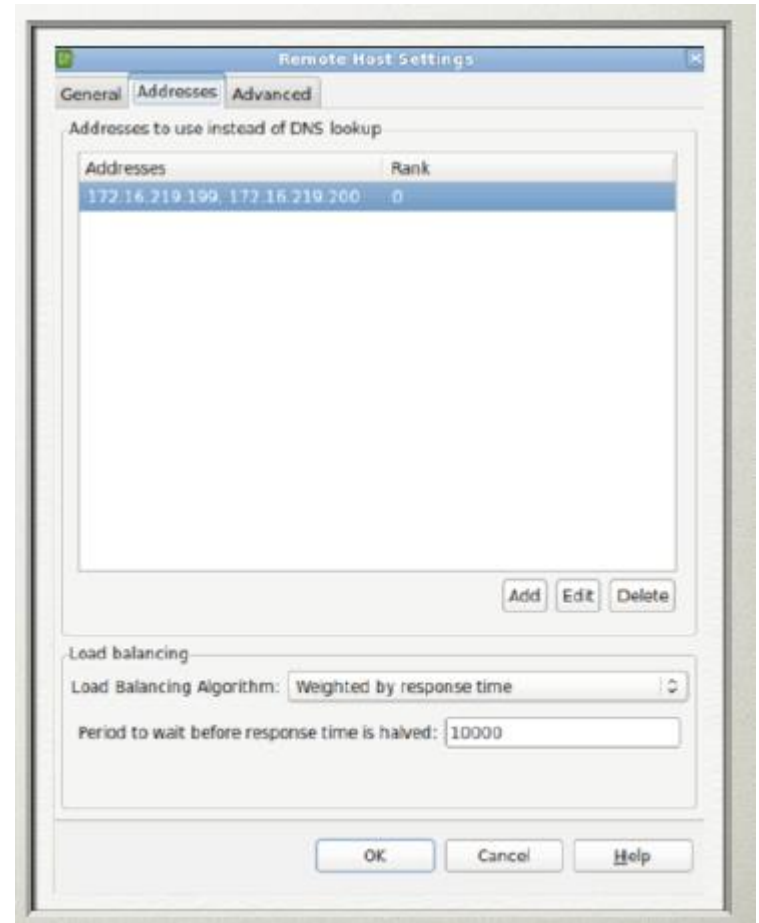 Remote Host Settings
General Addresses Advanced
Addresses to use instead of DNS lookup
Addresses Rank
172.16.219.199, 172.16.219.200 0
Add Edit Delete
Load balancing
Load Balancing Algorithm: Weighted by response time
Period to wait before response time is halved: 10000
OK Cancel Help